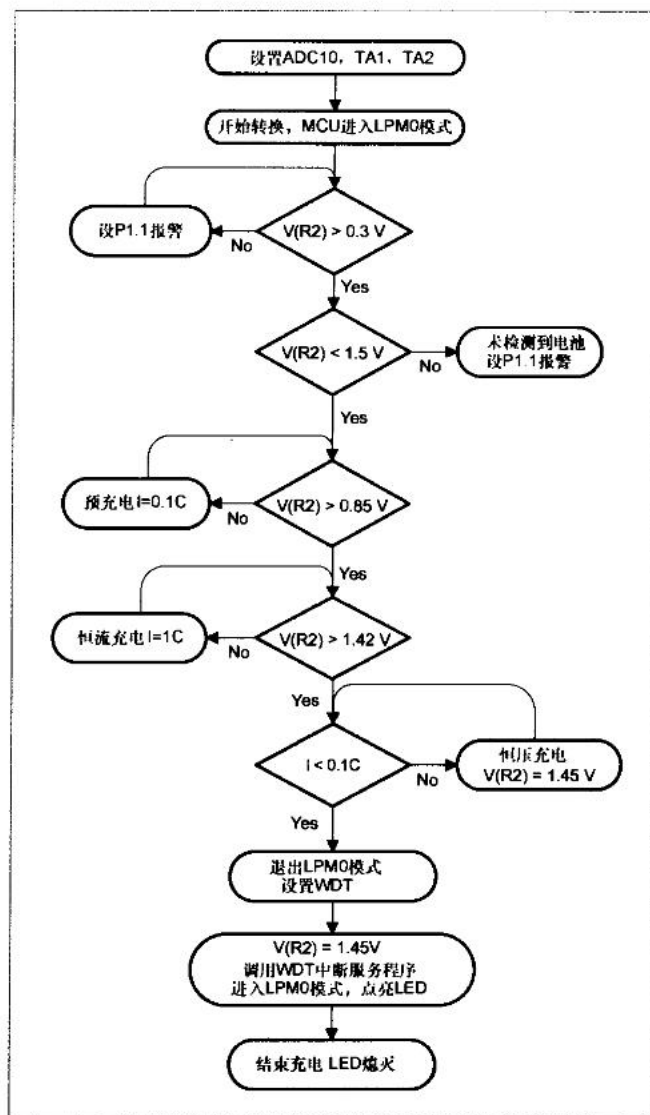 设置ADC10，TA1，TA2
开始转换，MCU进入LPM0模式
V(R2) > 0.3 V
设P1.1报警
No
Yes
V(R2) < 1.5 V
术检测到电池
设P1.1报警
No
Yes
V(R2) > 0.85 V
预充电 I=0.1C
No
Yes
V(R2) > 1.42 V
恒流充电 I=1C
No
Yes
I < 0.1C
恒压充电
V(R2) = 1.45 V
No
Yes
退出LPM0模式
设置WDT
V(R2) = 1.45V
调用WDT中断服务程序
进入LPM0模式，点亮LED
结束充电 LED熄灭